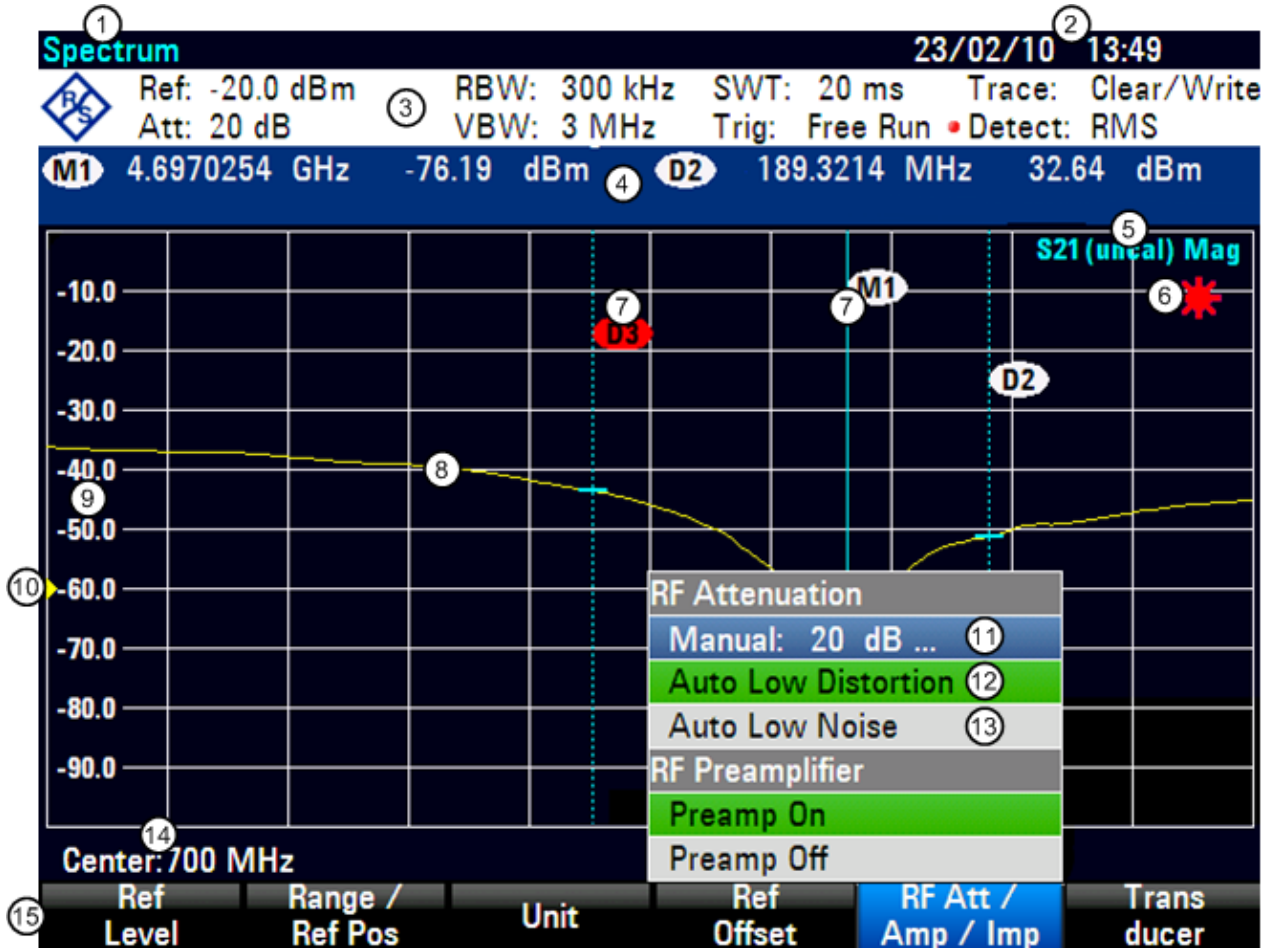 1 2
Spectrum 23/02/10 13:49
R&S Ref: -20.0 dBm 3 RBW: 300 kHz SWT: 20 ms Trace: Clear/Write
Att: 20 dB VBW: 3 MHz Trig: Free Run Detect: RMS
M1 4.6970254 GHz -76.19 dBm 4 D2 189.3214 MHz 32.64 dBm
5
S21 (uncal) Mag
-10.0 7 D3 7 M1 6
-20.0 D2
-30.0
-40.0 8
9
-50.0
10 -60.0 RF Attenuation
Manual: 20 dB ... 11
-70.0
Auto Low Distortion 12
-80.0 Auto Low Noise 13
-90.0 RF Preamplifier
Preamp On
14
Center: 700 MHz Preamp Off
15 Ref Level Range / Ref Pos Unit Ref Offset RF Att / Amp / Imp Trans ducer